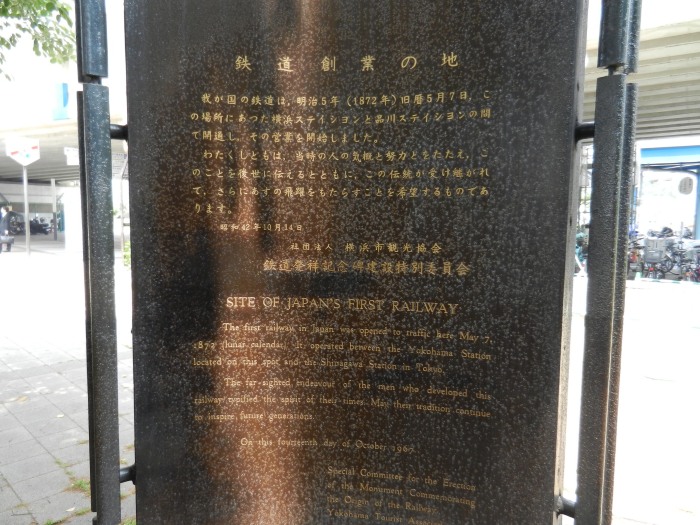 鉄道創業の地
我が国の鉄道は,明治5年(1872年)旧暦5月7日,こ
の場所にあった横浜ステイションと品川ステイションの間
で開通し,その営業を開始しました。
わたくしどもは,当時の人の気概と努力とをたたえ,こ
のことを後世に伝えるとともに,この伝統が受け継がれ
て,さらにあすの飛躍をもたらすことを希望するものであ
ります。
昭和42年10月14日
社団法人 横浜市観光協会
鉄道発祥記念碑建設特別委員会
SITE OF JAPAN'S FIRST RAILWAY
The first railway in Japan was opened to traffic here May 7,
1872 (lunar calendar). It operated between the Yokohama Station
located on this spot and the Shinagawa Station in Tokyo.
The far-sighted endeavour of the men who developed this
railway typified the spirit of their times. May their tradition continue
to inspire future generations.
On this fourteenth day of October 1967
Special Committee for the Erection
of the Monument Commemorating
the Origin of the Railway
Yokohama Tourist